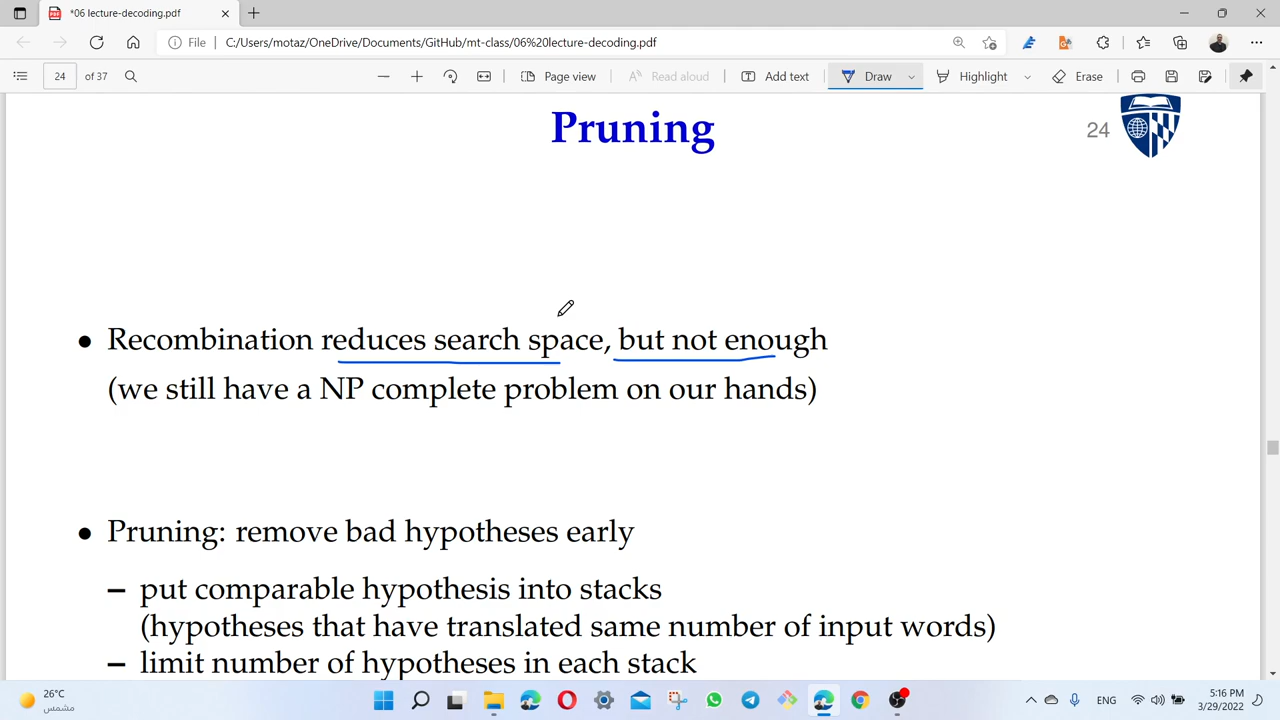 *06 lecture-decoding.pdf
File C:/Users/motaz/OneDrive/Documents/GitHub/mt-class/06%20lecture-decoding.pdf
24 of 37 Page view Read aloud Add text Draw Highlight Erase
Pruning
24
• Recombination reduces search space, but not enough
(we still have a NP complete problem on our hands)
• Pruning: remove bad hypotheses early
– put comparable hypothesis into stacks
(hypotheses that have translated same number of input words)
– limit number of hypotheses in each stack
26°C
مشمس
ENG
5:16 PM
3/29/2022